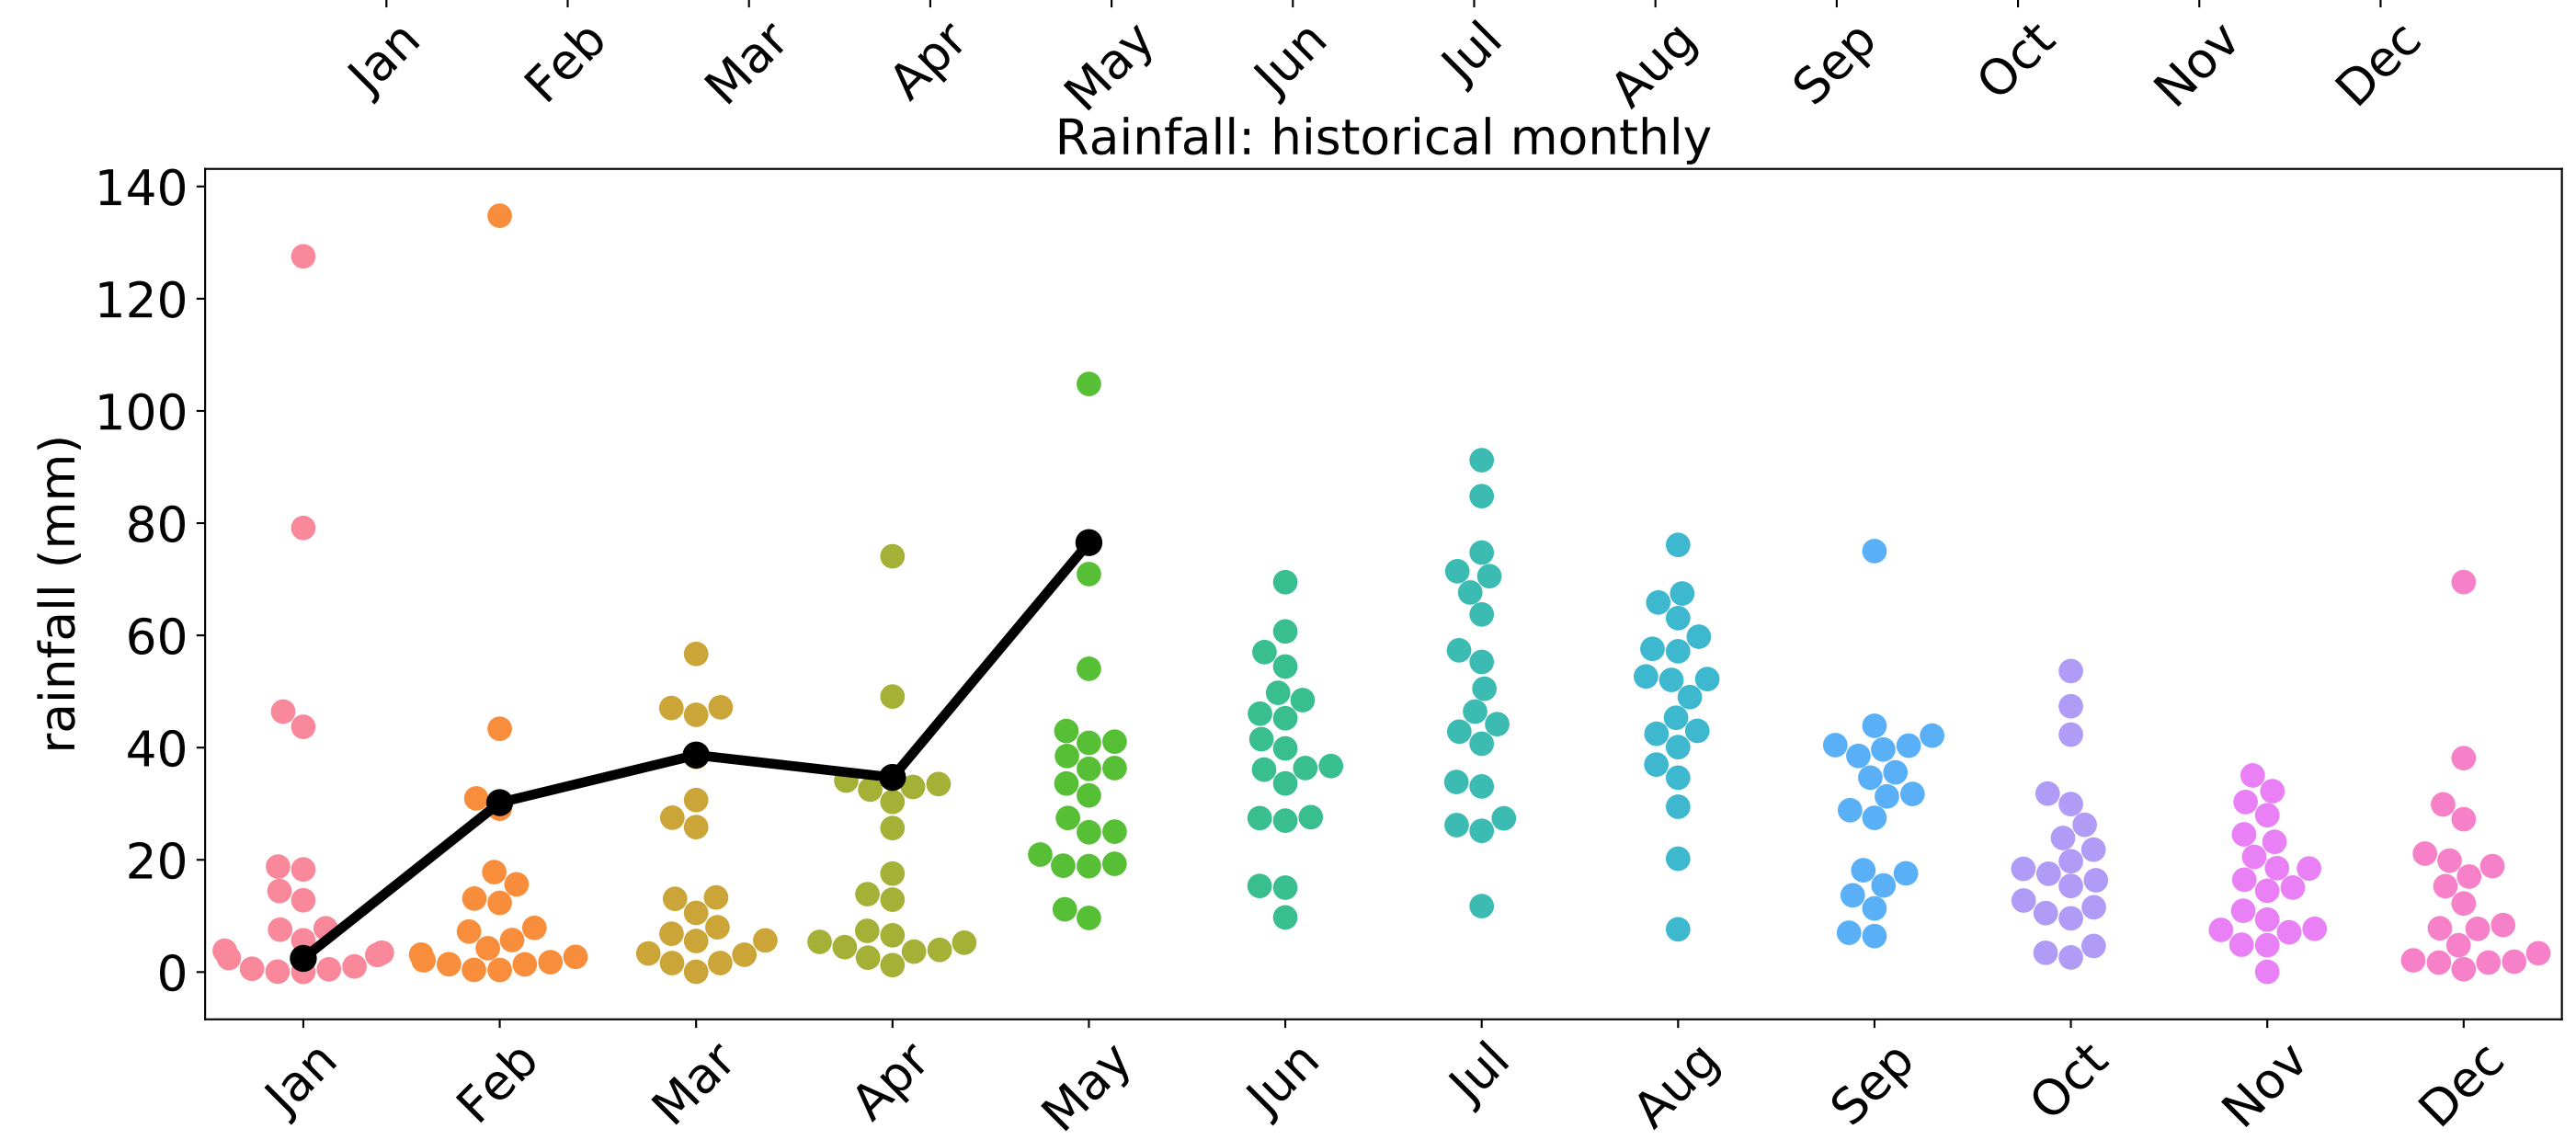 Jan Feb Mar Apr May Jun Jul Aug Sep Oct Nov Dec
Rainfall: historical monthly
140
120
100
80
60
40
20
0
rainfall (mm)
Jan Feb Mar Apr May Jun Jul Aug Sep Oct Nov Dec